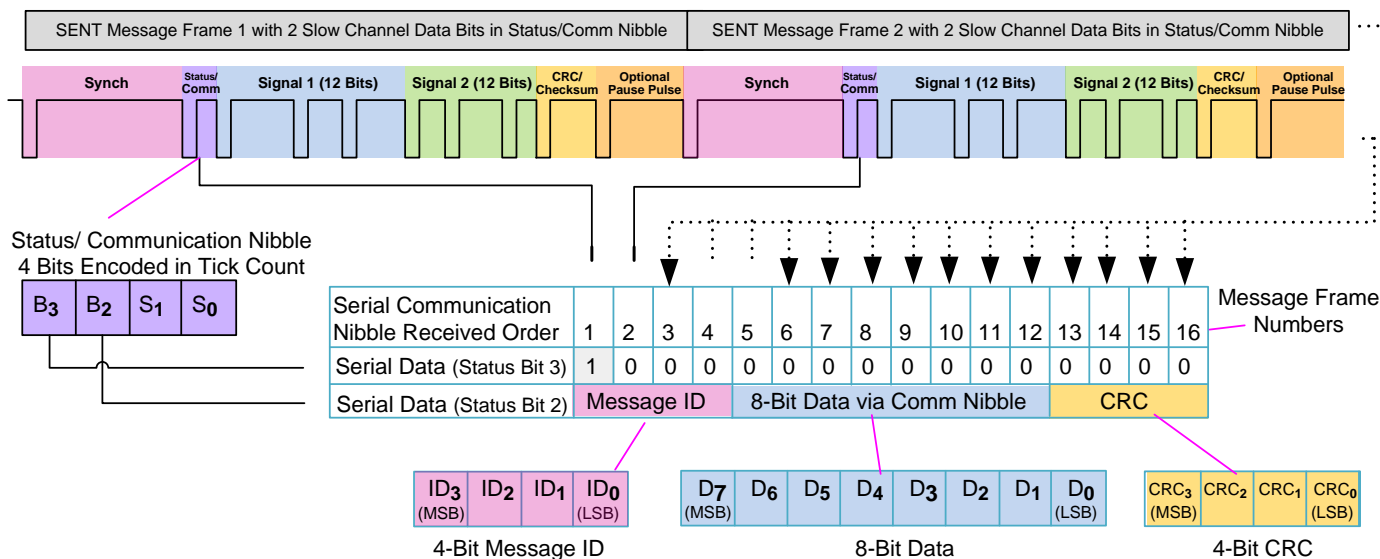 SENT Message Frame 1 with 2 Slow Channel Data Bits in Status/Comm Nibble
SENT Message Frame 2 with 2 Slow Channel Data Bits in Status/Comm Nibble
...
Synch
Status/
Comm
Signal 1 (12 Bits)
Signal 2 (12 Bits)
CRC/
Checksum
Optional
Pause Pulse
Synch
Status/
Comm
Signal 1 (12 Bits)
Signal 2 (12 Bits)
CRC/
Checksum
Optional
Pause Pulse
Status/ Communication Nibble
4 Bits Encoded in Tick Count
B3 B2 S1 S0
Serial Communication
Nibble Received Order 1 2 3 4 5 6 7 8 9 10 11 12 13 14 15 16
Serial Data (Status Bit 3) 1 0 0 0 0 0 0 0 0 0 0 0 0 0 0 0
Serial Data (Status Bit 2) Message ID 8-Bit Data via Comm Nibble CRC
Message Frame
Numbers
ID3 ID2 ID1 ID0
(MSB) (LSB)
4-Bit Message ID
D7 D6 D5 D4 D3 D2 D1 D0
(MSB) (LSB)
8-Bit Data
CRC3 CRC2 CRC1 CRC0
(MSB) (LSB)
4-Bit CRC